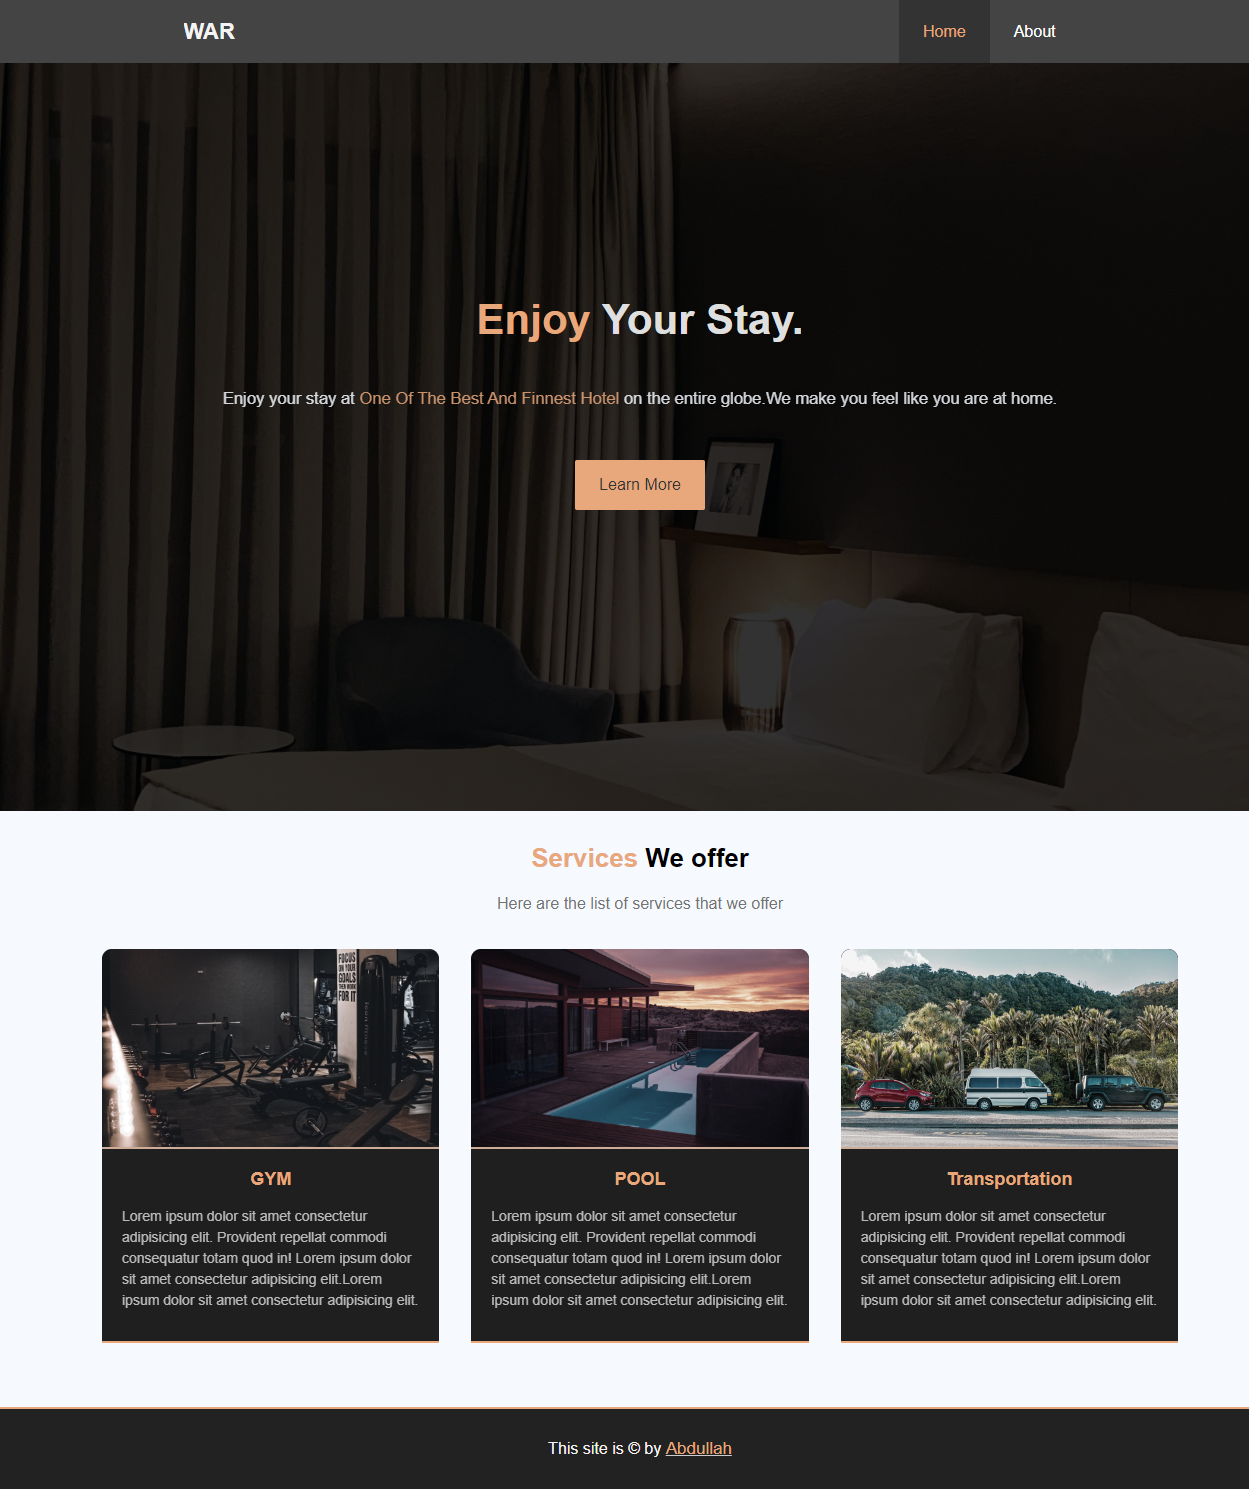 WAR
Home
About
Enjoy Your Stay.
Enjoy your stay at One Of The Best And Finnest Hotel on the entire globe.We make you feel like you are at home.
Learn More
Services We offer
Here are the list of services that we offer
FOCUS
ON YOUR
GOALS
THEN WORK
FOR IT
GYM
Lorem ipsum dolor sit amet consectetur
adipisicing elit. Provident repellat commodi
consequatur totam quod in! Lorem ipsum dolor
sit amet consectetur adipisicing elit.Lorem
ipsum dolor sit amet consectetur adipisicing elit.
POOL
Lorem ipsum dolor sit amet consectetur
adipisicing elit. Provident repellat commodi
consequatur totam quod in! Lorem ipsum dolor
sit amet consectetur adipisicing elit.Lorem
ipsum dolor sit amet consectetur adipisicing elit.
Transportation
Lorem ipsum dolor sit amet consectetur
adipisicing elit. Provident repellat commodi
consequatur totam quod in! Lorem ipsum dolor
sit amet consectetur adipisicing elit.Lorem
ipsum dolor sit amet consectetur adipisicing elit.
This site is © by Abdullah